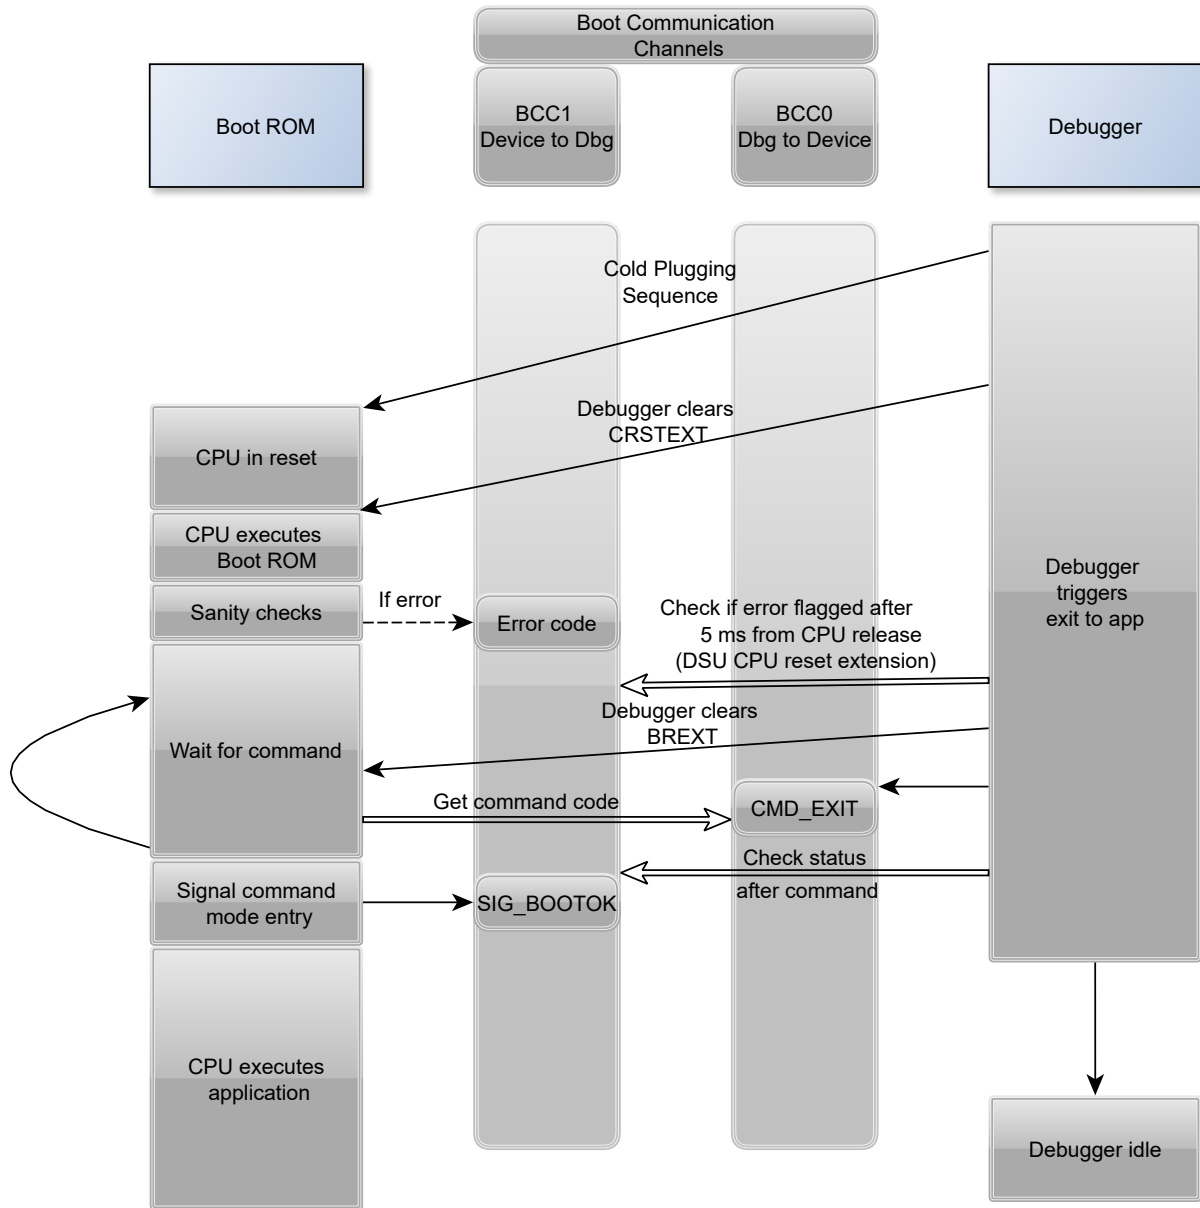 Boot Communication
Channels
Boot ROM
BCC1
Device to Dbg
BCC0
Dbg to Device
Debugger
Cold Plugging
Sequence
Debugger clears
CRSTEXT
CPU in reset
CPU executes
Boot ROM
Sanity checks
If error
Error code
Check if error flagged after
5 ms from CPU release
(DSU CPU reset extension)
Debugger
triggers
exit to app
Debugger clears
BREXT
Wait for command
Get command code
CMD_EXIT
Check status
after command
Signal command
mode entry
SIG_BOOTOK
CPU executes
application
Debugger idle